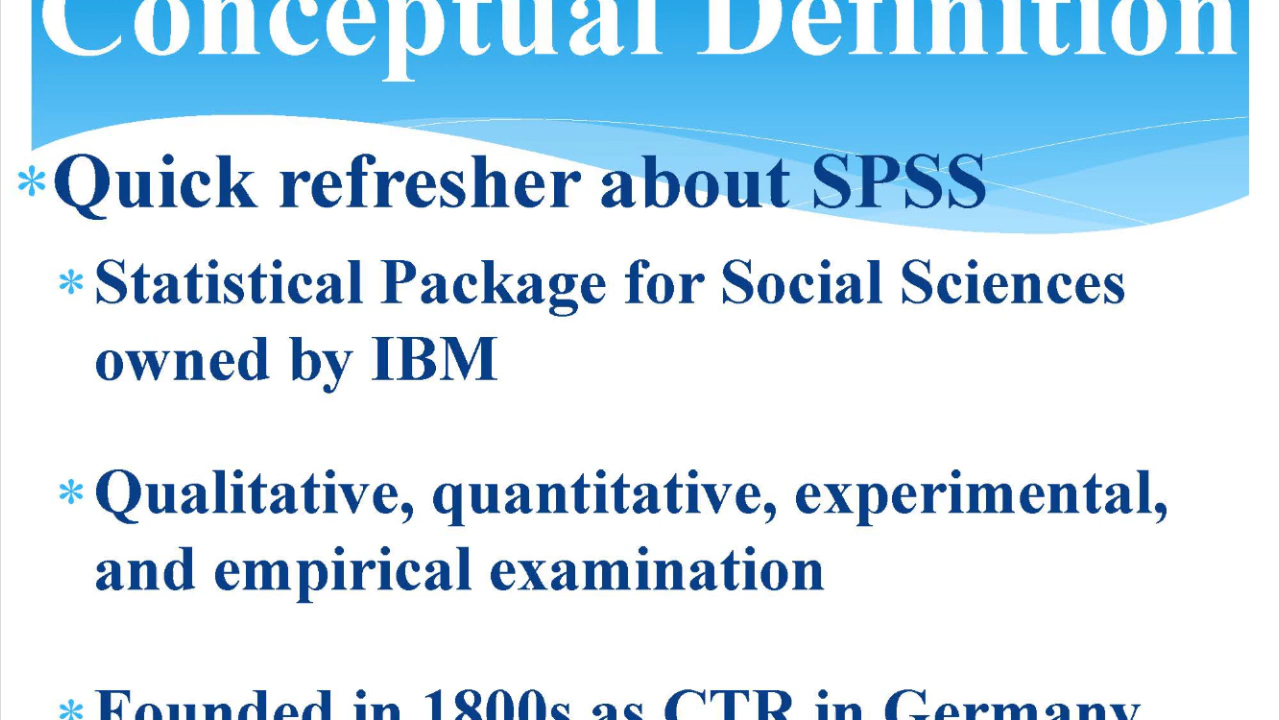 Conceptual Definition
*Quick refresher about SPSS
*Statistical Package for Social Sciences
owned by IBM
*Qualitative, quantitative, experimental,
and empirical examination
*Founded in 1800s as CTR in Germany